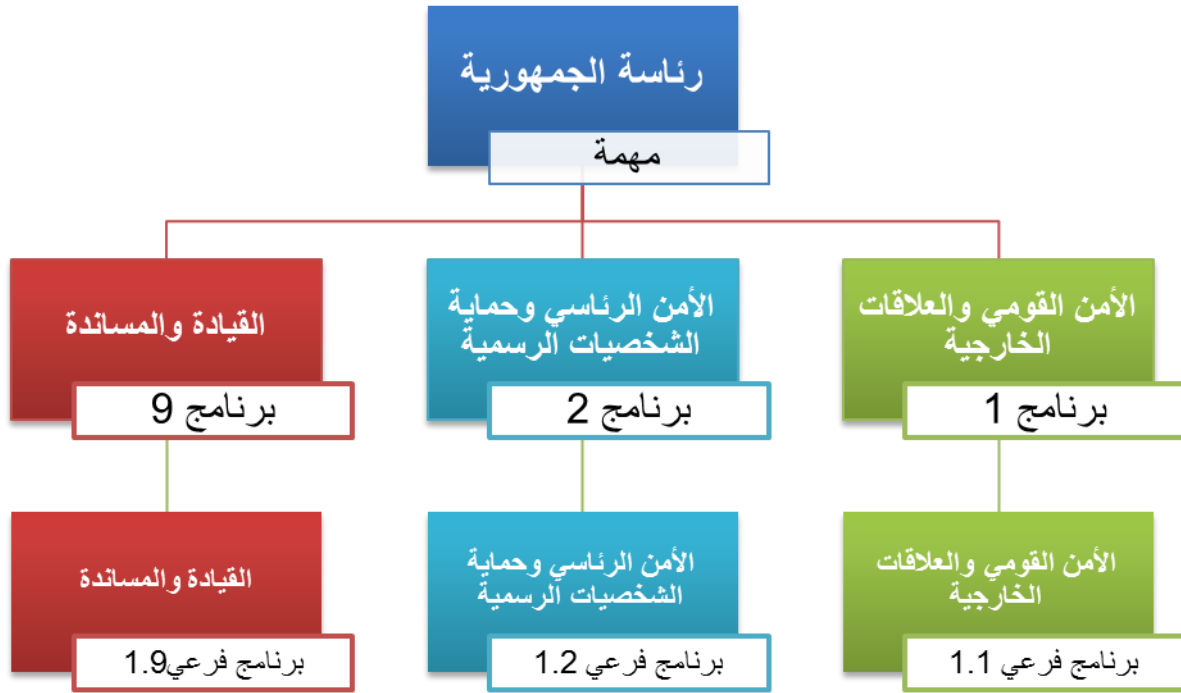 رئاسة الجمهورية
مهمة
الأمن القومي والعلاقات
الخارجية
برنامج 1
الأمن الرئاسي وحماية
الشخصيات الرسمية
برنامج 2
القيادة والمساندة
برنامج 9
الأمن القومي والعلاقات
الخارجية
برنامج فرعي 1.1
الأمن الرئاسي وحماية
الشخصيات الرسمية
برنامج فرعي 1.2
القيادة والمساندة
برنامج فرعي1.9